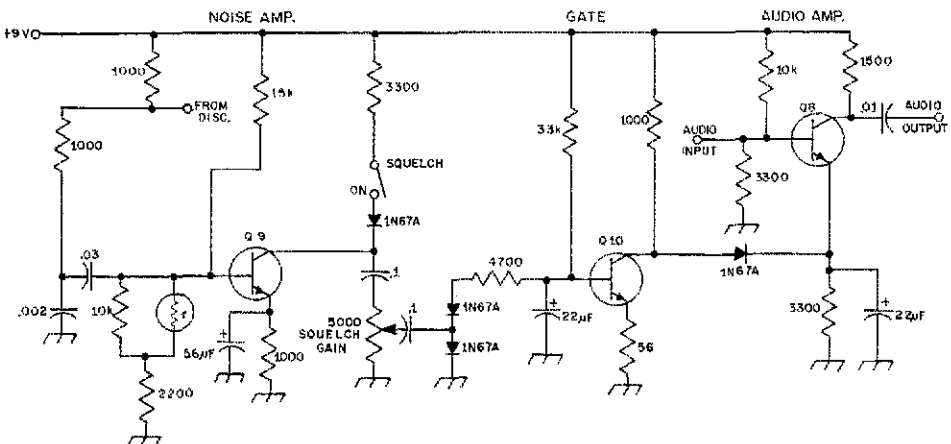 NOISE AMP.
GATE
AUDIO AMP.
+9V
1000
FROM
DISC.
15k
3300
33k
1000
10k
1500
Q8
.01
AUDIO
OUTPUT
AUDIO
INPUT
3300
1000
SQUELCH
ON
1N67A
Q9
.03
.002
10k
t
56µF
1000
2200
.1
5000
SQUELCH
GAIN
.1
4700
1N67A
1N67A
+
22µF
Q10
56
1N67A
3300
+
22µF
+